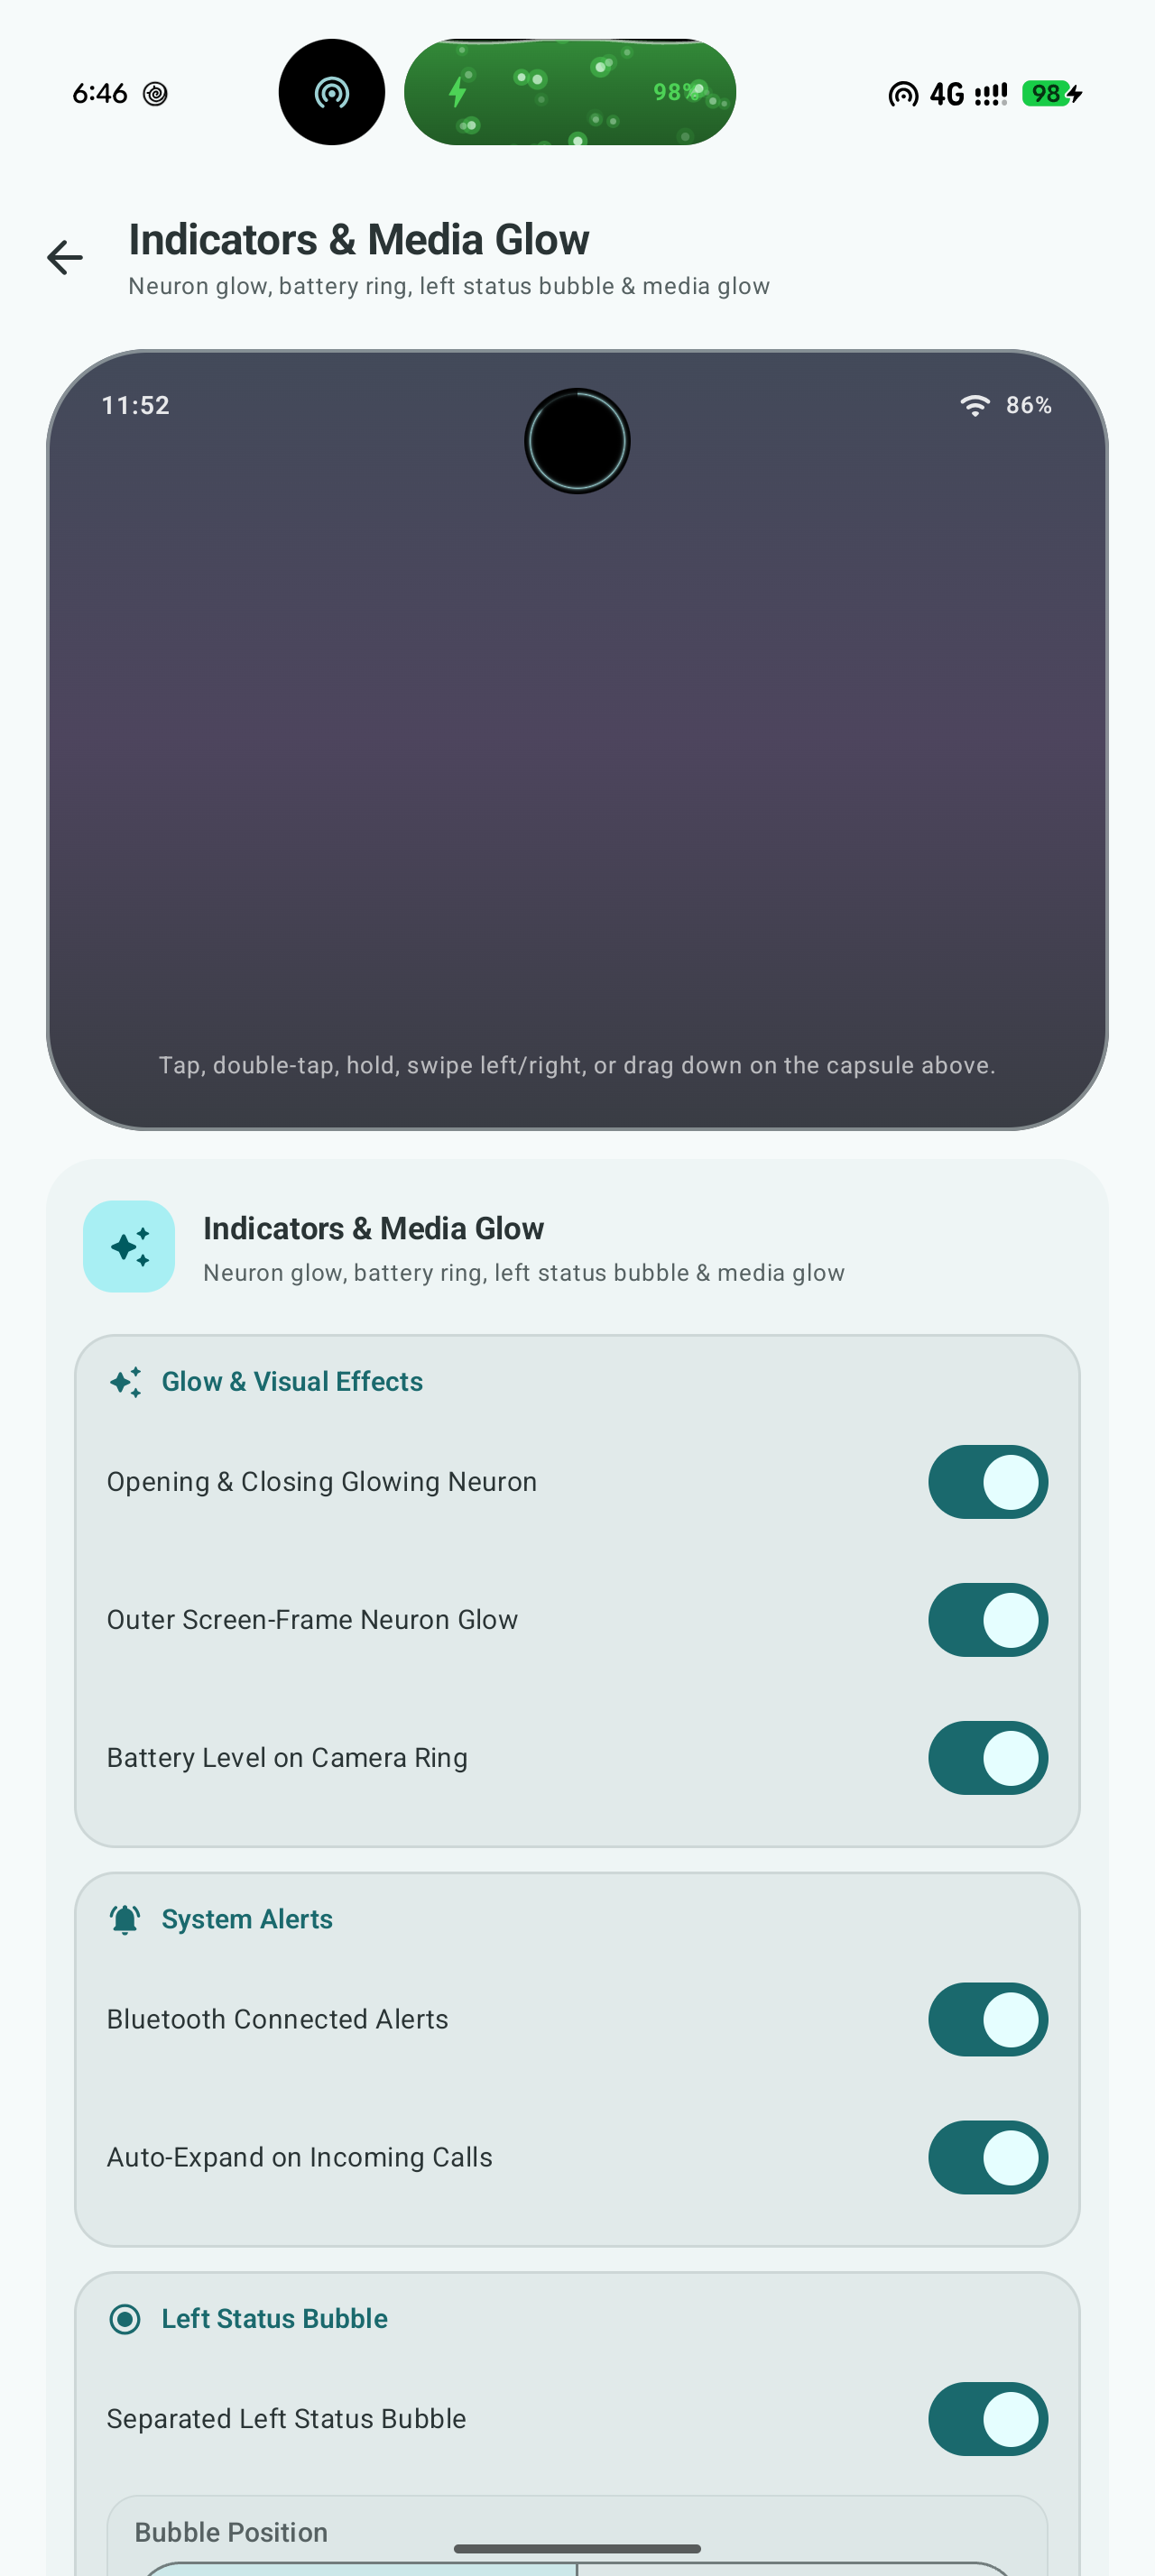 6:46
98%
4G
98
Indicators & Media Glow
Neuron glow, battery ring, left status bubble & media glow
11:52
86%
Tap, double-tap, hold, swipe left/right, or drag down on the capsule above.
Indicators & Media Glow
Neuron glow, battery ring, left status bubble & media glow
Glow & Visual Effects
Opening & Closing Glowing Neuron
Outer Screen-Frame Neuron Glow
Battery Level on Camera Ring
System Alerts
Bluetooth Connected Alerts
Auto-Expand on Incoming Calls
Left Status Bubble
Separated Left Status Bubble
Bubble Position